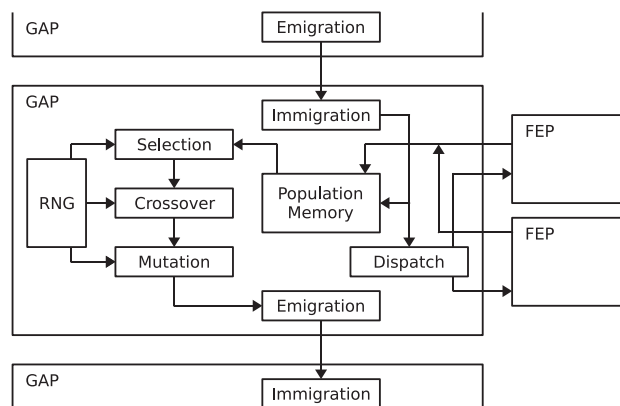 Emigration
GAP
GAP
Immigration
FEP
Selection
RNG
Crossover
Population
Memory
FEP
Mutation
Dispatch
Emigration
GAP
Immigration